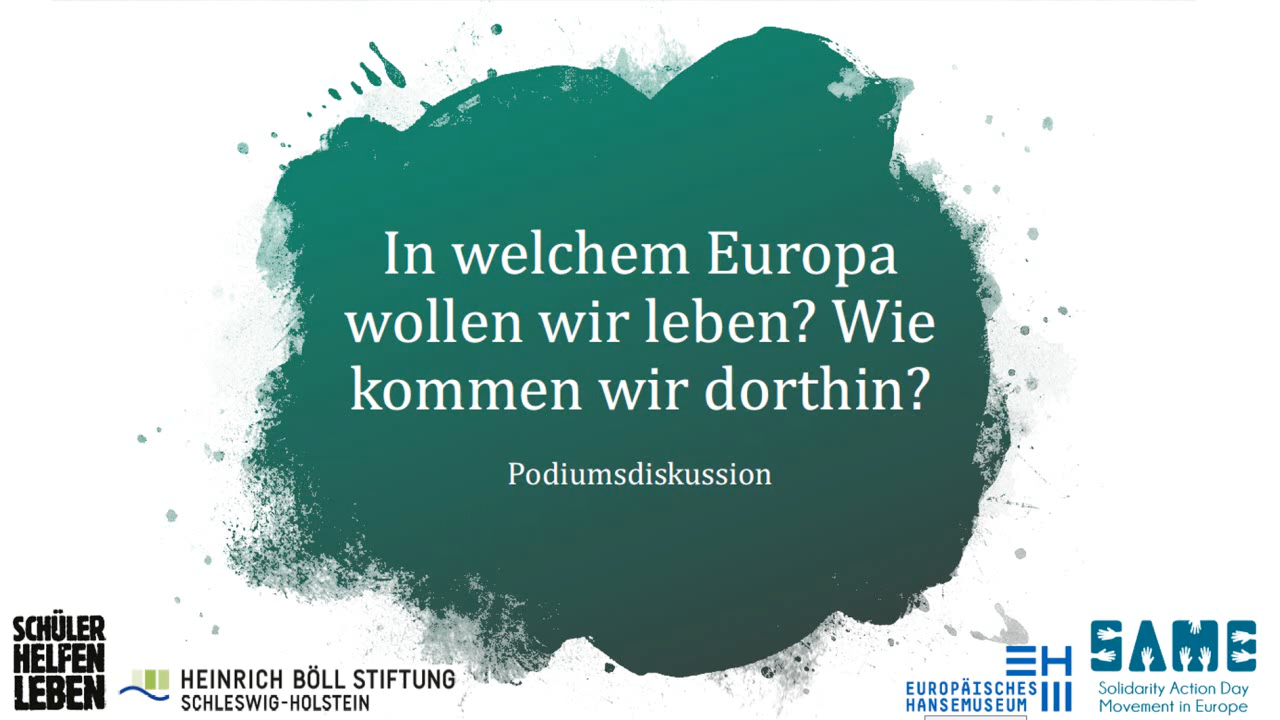 In welchem Europa
wollen wir leben? Wie
kommen wir dorthin?
Podiumsdiskussion
SCHÜLER
HELFEN
LEBEN
HEINRICH BÖLL STIFTUNG
SCHLESWIG-HOLSTEIN
EUROPÄISCHES
HANSEMUSEUM
EH
SAME
Solidarity Action Day
Movement in Europe